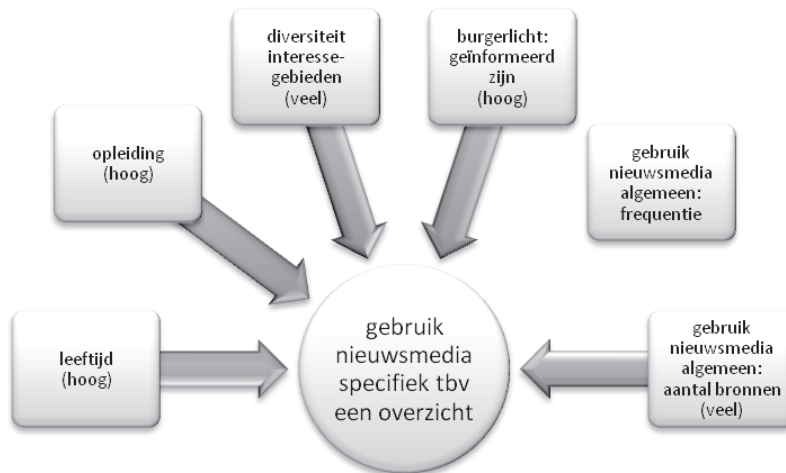 diversiteit
interesse-
gebieden
(veel)
burgerlicht:
geïnformeerd
zijn
(hoog)
opleiding
(hoog)
gebruik
nieuwsmedia
algemeen:
frequentie
leeftijd
(hoog)
gebruik
nieuwsmedia
specifiek tbv
een overzicht
gebruik
nieuwsmedia
algemeen:
aantal bronnen
(veel)